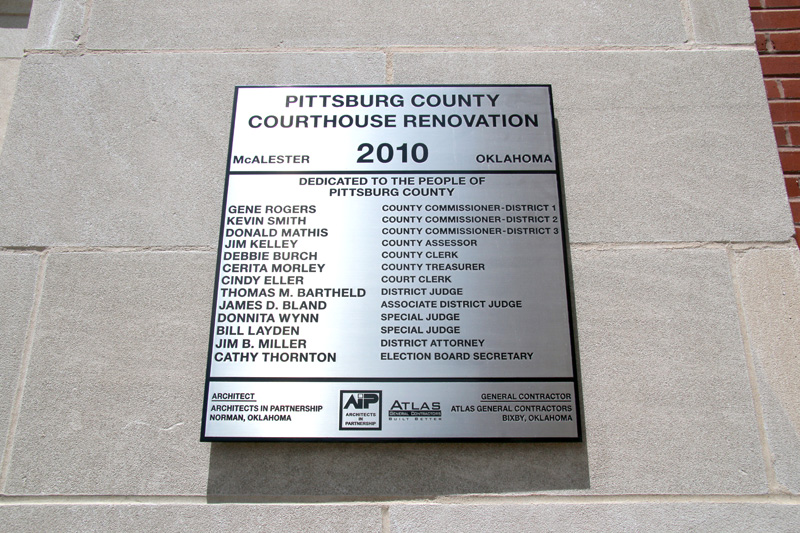 PITTSBURG COUNTY
COURTHOUSE RENOVATION
McALESTER 2010 OKLAHOMA
DEDICATED TO THE PEOPLE OF
PITTSBURG COUNTY
GENE ROGERS COUNTY COMMISSIONER-DISTRICT 1
KEVIN SMITH COUNTY COMMISSIONER-DISTRICT 2
DONALD MATHIS COUNTY COMMISSIONER-DISTRICT 3
JIM KELLEY COUNTY ASSESSOR
DEBBIE BURCH COUNTY CLERK
CERITA MORLEY COUNTY TREASURER
CINDY ELLER COURT CLERK
THOMAS M. BARTHELD DISTRICT JUDGE
JAMES D. BLAND ASSOCIATE DISTRICT JUDGE
DONNITA WYNN SPECIAL JUDGE
BILL LAYDEN SPECIAL JUDGE
JIM B. MILLER DISTRICT ATTORNEY
CATHY THORNTON ELECTION BOARD SECRETARY
ARCHITECT
ARCHITECTS IN PARTNERSHIP
NORMAN, OKLAHOMA
AiP
ARCHITECTS
IN
PARTNERSHIP
ATLAS
GENERAL CONTRACTORS
BUILT BETTER
GENERAL CONTRACTOR
ATLAS GENERAL CONTRACTORS
BIXBY, OKLAHOMA